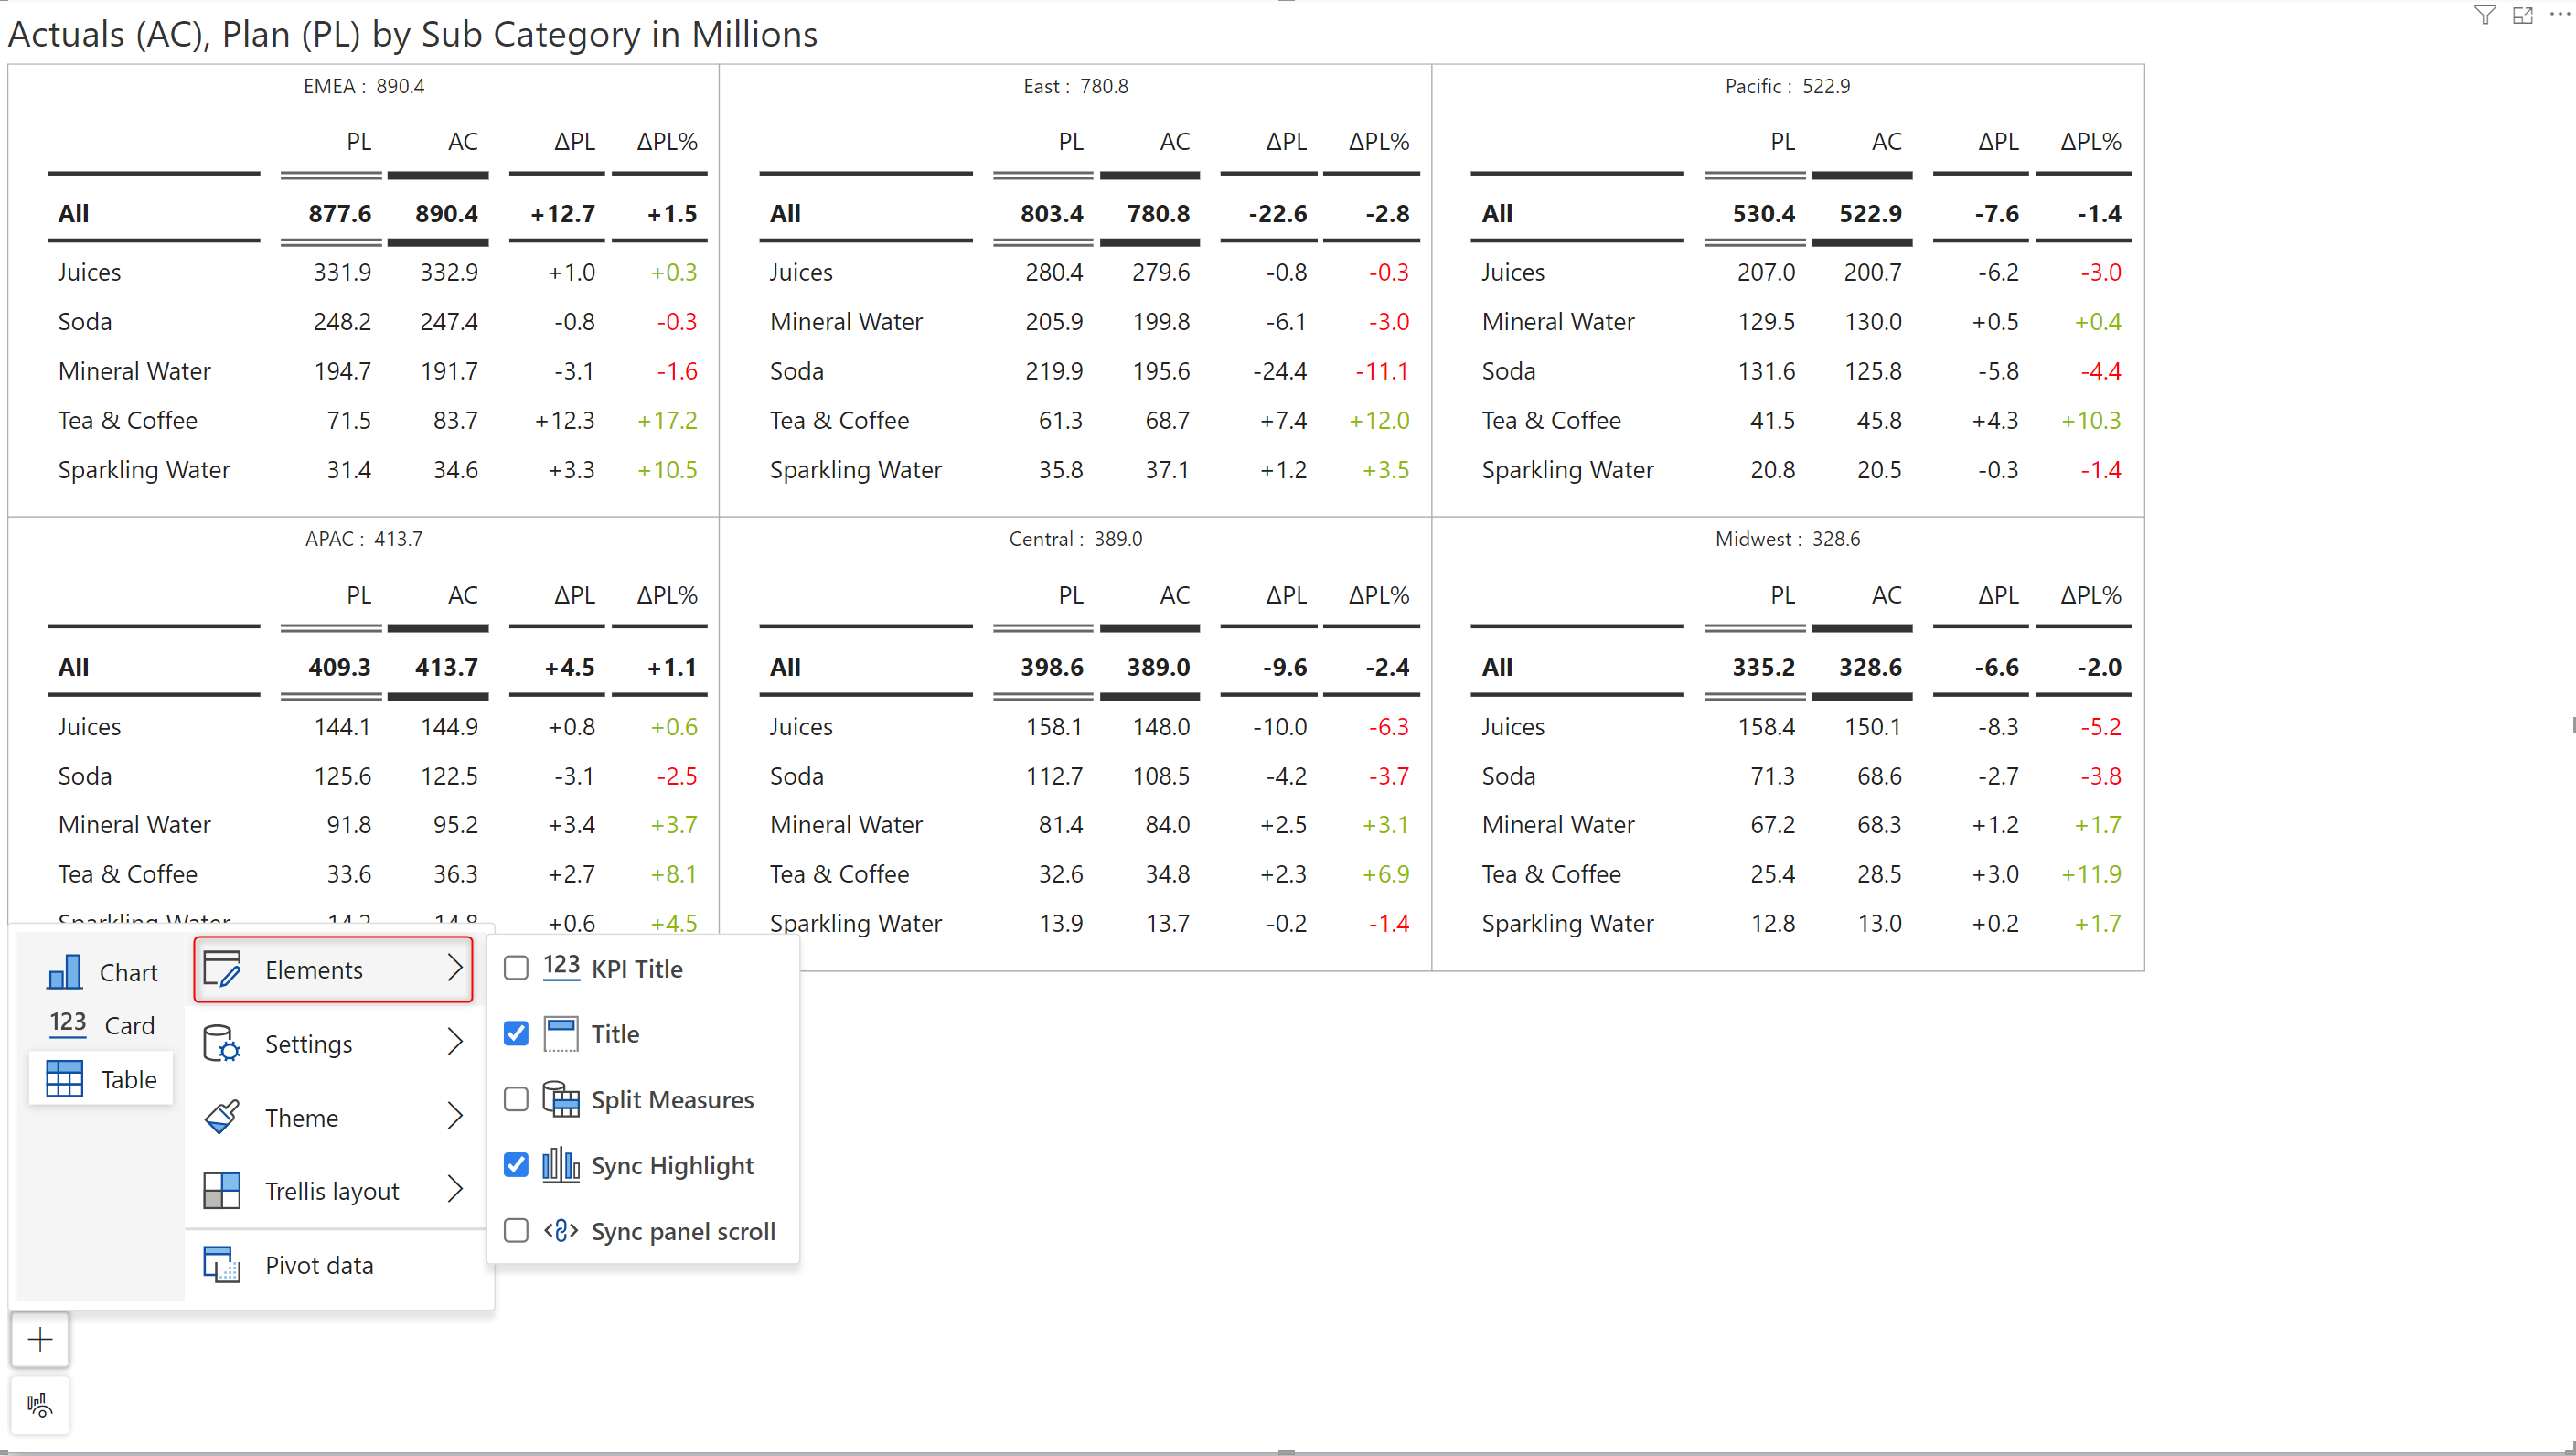 Actuals (AC), Plan (PL) by Sub Category in Millions
EMEA : 890.4
PL AC ΔPL ΔPL%
All 877.6 890.4 +12.7 +1.5
Juices 331.9 332.9 +1.0 +0.3
Soda 248.2 247.4 -0.8 -0.3
Mineral Water 194.7 191.7 -3.1 -1.6
Tea & Coffee 71.5 83.7 +12.3 +17.2
Sparkling Water 31.4 34.6 +3.3 +10.5
East : 780.8
PL AC ΔPL ΔPL%
All 803.4 780.8 -22.6 -2.8
Juices 280.4 279.6 -0.8 -0.3
Mineral Water 205.9 199.8 -6.1 -3.0
Soda 219.9 195.6 -24.4 -11.1
Tea & Coffee 61.3 68.7 +7.4 +12.0
Sparkling Water 35.8 37.1 +1.2 +3.5
Pacific : 522.9
PL AC ΔPL ΔPL%
All 530.4 522.9 -7.6 -1.4
Juices 207.0 200.7 -6.2 -3.0
Mineral Water 129.5 130.0 +0.5 +0.4
Soda 131.6 125.8 -5.8 -4.4
Tea & Coffee 41.5 45.8 +4.3 +10.3
Sparkling Water 20.8 20.5 -0.3 -1.4
APAC : 413.7
PL AC ΔPL ΔPL%
All 409.3 413.7 +4.5 +1.1
Juices 144.1 144.9 +0.8 +0.6
Soda 125.6 122.5 -3.1 -2.5
Mineral Water 91.8 95.2 +3.4 +3.7
Tea & Coffee 33.6 36.3 +2.7 +8.1
Sparkling Water 14.2 14.8 +0.6 +4.5
Central : 389.0
PL AC ΔPL ΔPL%
All 398.6 389.0 -9.6 -2.4
Juices 158.1 148.0 -10.0 -6.3
Soda 112.7 108.5 -4.2 -3.7
Mineral Water 81.4 84.0 +2.5 +3.1
Tea & Coffee 32.6 34.8 +2.3 +6.9
Sparkling Water 13.9 13.7 -0.2 -1.4
Midwest : 328.6
PL AC ΔPL ΔPL%
All 335.2 328.6 -6.6 -2.0
Juices 158.4 150.1 -8.3 -5.2
Soda 71.3 68.6 -2.7 -3.8
Mineral Water 67.2 68.3 +1.2 +1.7
Tea & Coffee 25.4 28.5 +3.0 +11.9
Sparkling Water 12.8 13.0 +0.2 +1.7
Chart
123 Card
Table
Elements
Settings
Theme
Trellis layout
Pivot data
123 KPI Title
Title
Split Measures
Sync Highlight
Sync panel scroll